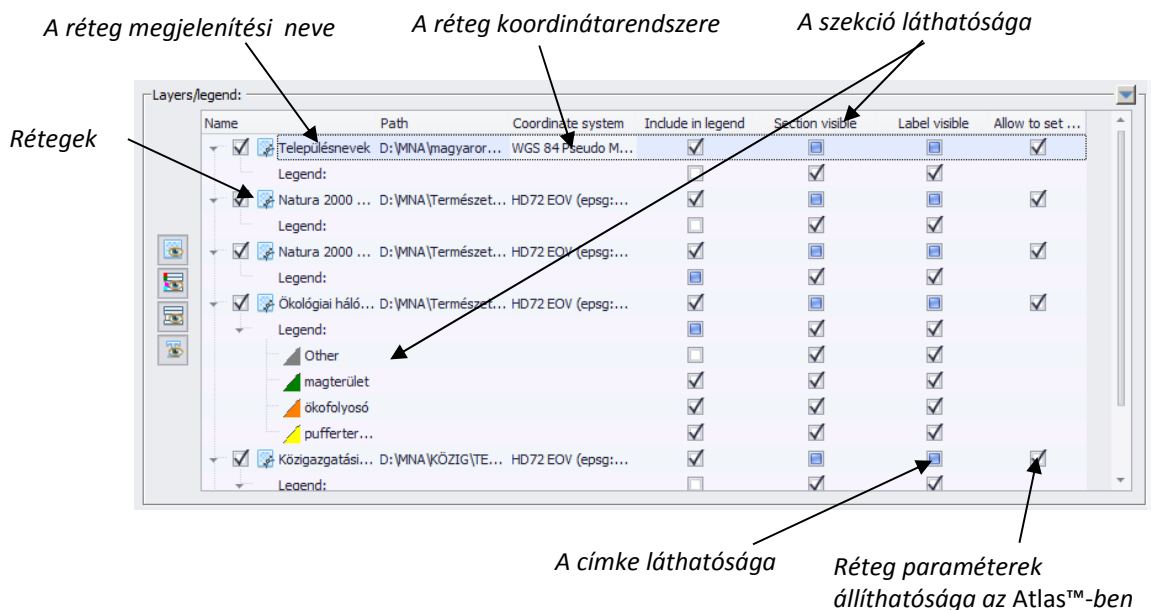 A réteg megjelenítési neve
A réteg koordinátarendszere
A szekció láthatósága
Rétegek
Layers/legend:
Name Path Coordinate system Include in legend Section visible Label visible Allow to set ...
Településnevek D:\MNA\magyaror... WGS 84 Pseudo M...
Legend:
Natura 2000 ... D:\MNA\Természet... HD72 EOV (epsg:...
Legend:
Natura 2000 ... D:\MNA\Természet... HD72 EOV (epsg:...
Legend:
Ökológiai háló... D:\MNA\Természet... HD72 EOV (epsg:...
Legend:
Other
magterület
ökofolyosó
pufferter...
Közigazgatási... D:\MNA\KÖZIG\TE... HD72 EOV (epsg:...
Legend:
A címke láthatósága
Réteg paraméterek
állíthatósága az Atlas™-ben